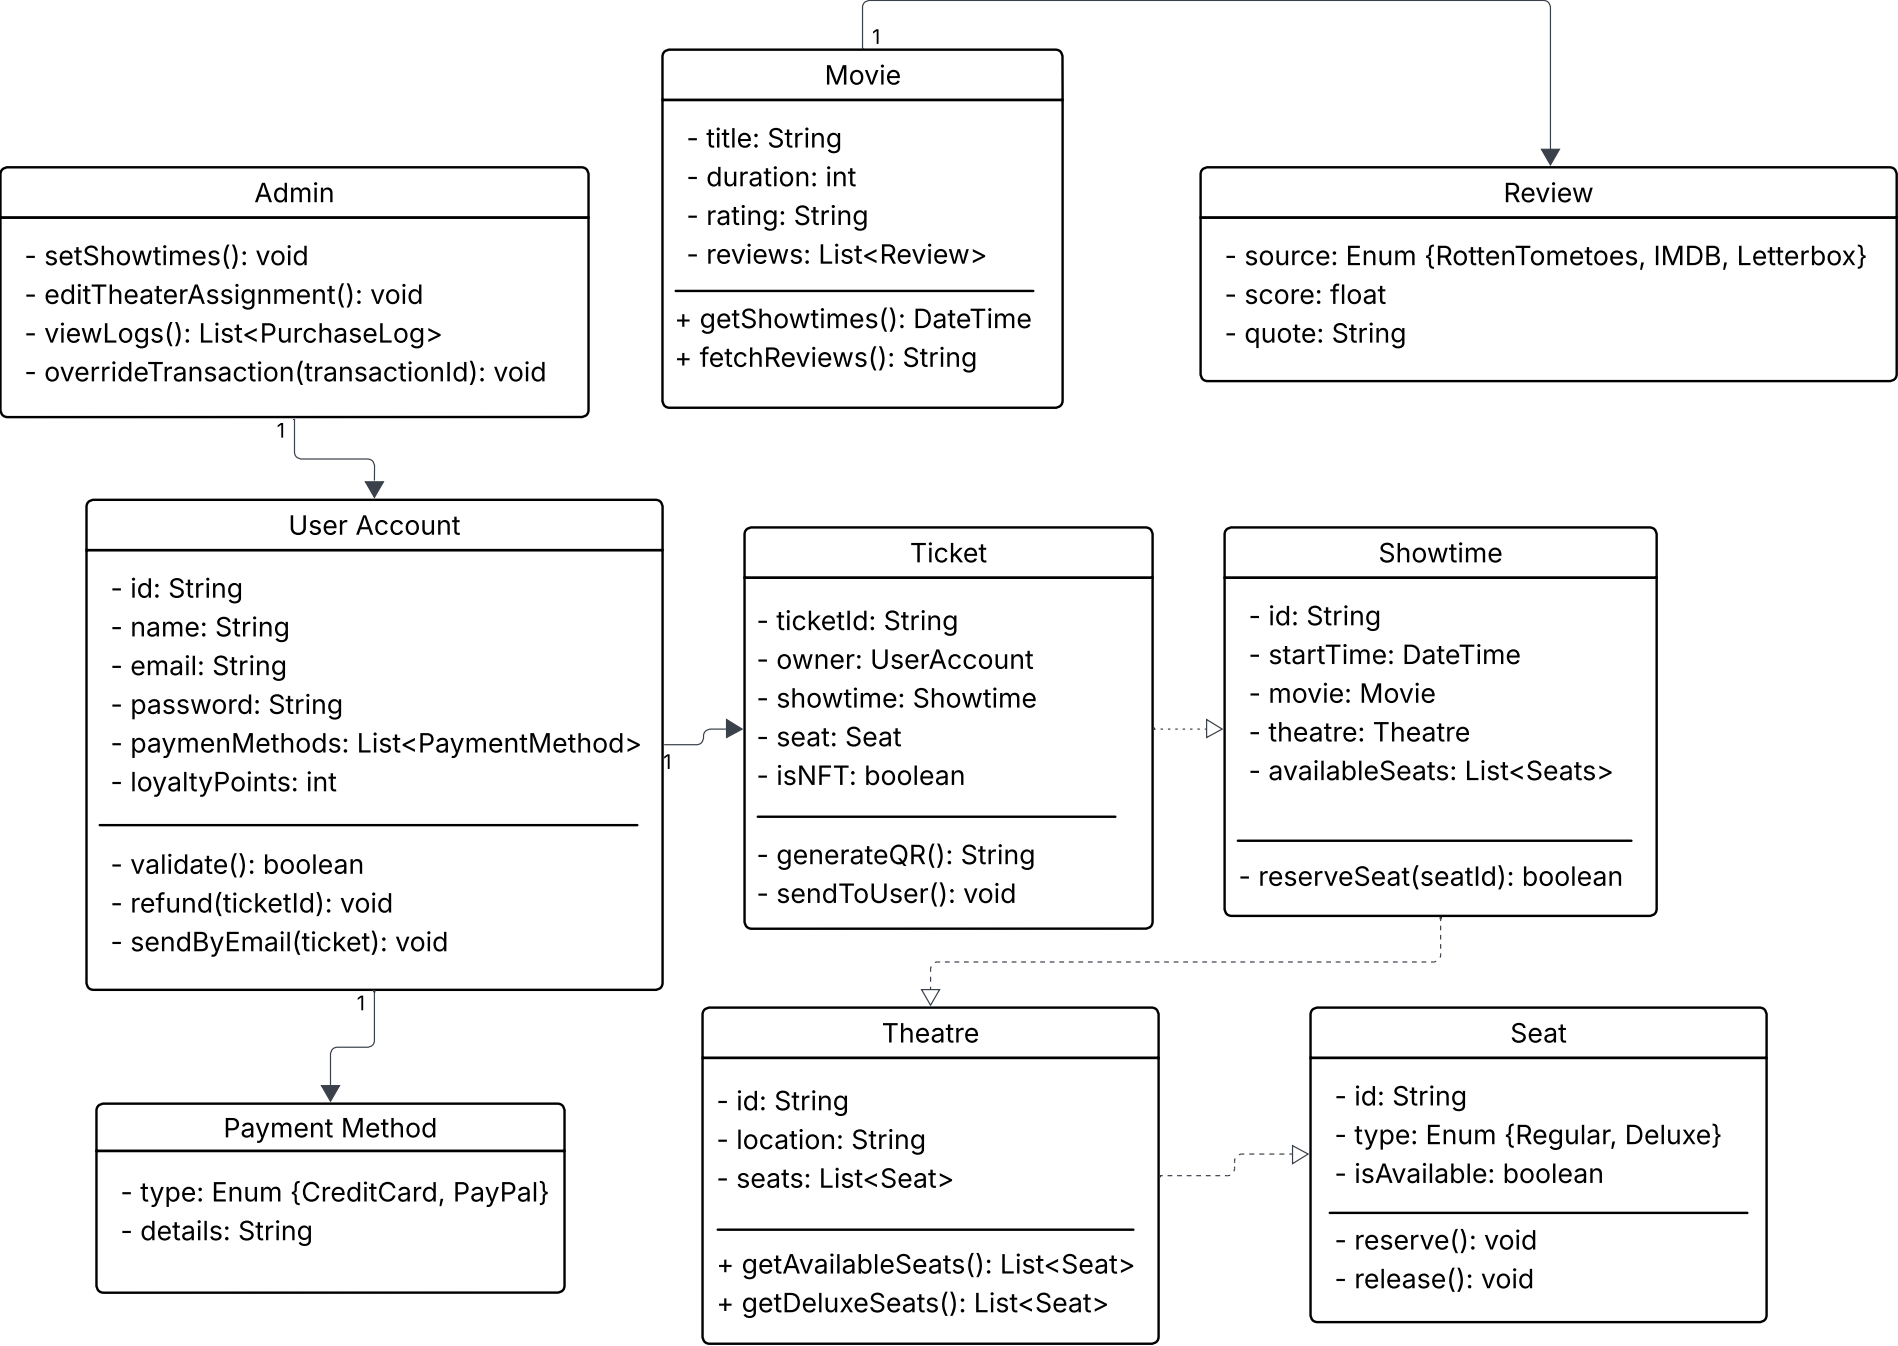 1
Movie
- title: String
- duration: int
- rating: String
- reviews: List<Review>
+ getShowtimes(): DateTime
+ fetchReviews(): String
Review
- source: Enum {RottenTometoes, IMDB, Letterbox}
- score: float
- quote: String
Admin
- setShowtimes(): void
- editTheaterAssignment(): void
- viewLogs(): List<PurchaseLog>
- overrideTransaction(transactionId): void
1
User Account
- id: String
- name: String
- email: String
- password: String
- paymenMethods: List<PaymentMethod>
- loyaltyPoints: int
- validate(): boolean
- refund(ticketId): void
- sendByEmail(ticket): void
1
1
Ticket
- ticketId: String
- owner: UserAccount
- showtime: Showtime
- seat: Seat
- isNFT: boolean
- generateQR(): String
- sendToUser(): void
Showtime
- id: String
- startTime: DateTime
- movie: Movie
- theatre: Theatre
- availableSeats: List<Seats>
- reserveSeat(seatId): boolean
Payment Method
- type: Enum {CreditCard, PayPal}
- details: String
Theatre
- id: String
- location: String
- seats: List<Seat>
+ getAvailableSeats(): List<Seat>
+ getDeluxeSeats(): List<Seat>
Seat
- id: String
- type: Enum {Regular, Deluxe}
- isAvailable: boolean
- reserve(): void
- release(): void